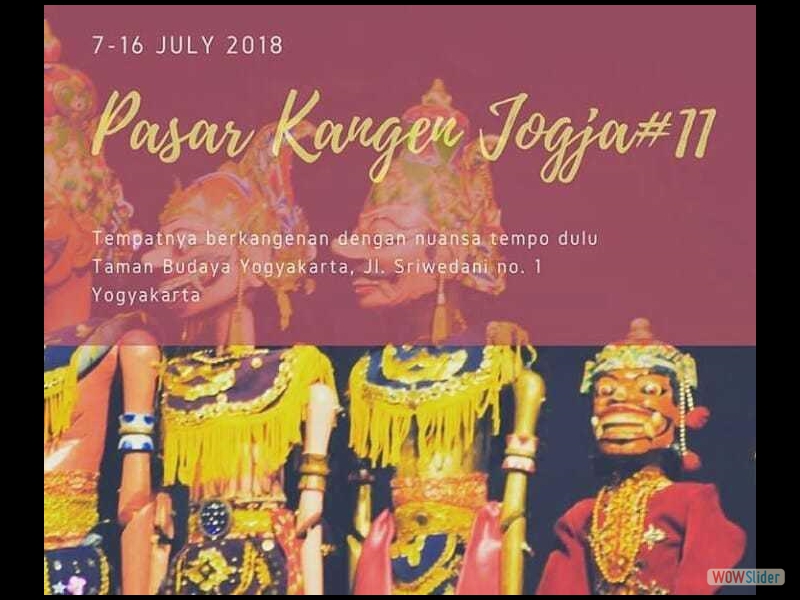 7-16 JULY 2018
Pasar Kangen Jogja#11
Tempatnya berkangenan dengan nuansa tempo dulu
Taman Budaya Yogyakarta, Jl. Sriwedani no. 1
Yogyakarta
WOWSlider